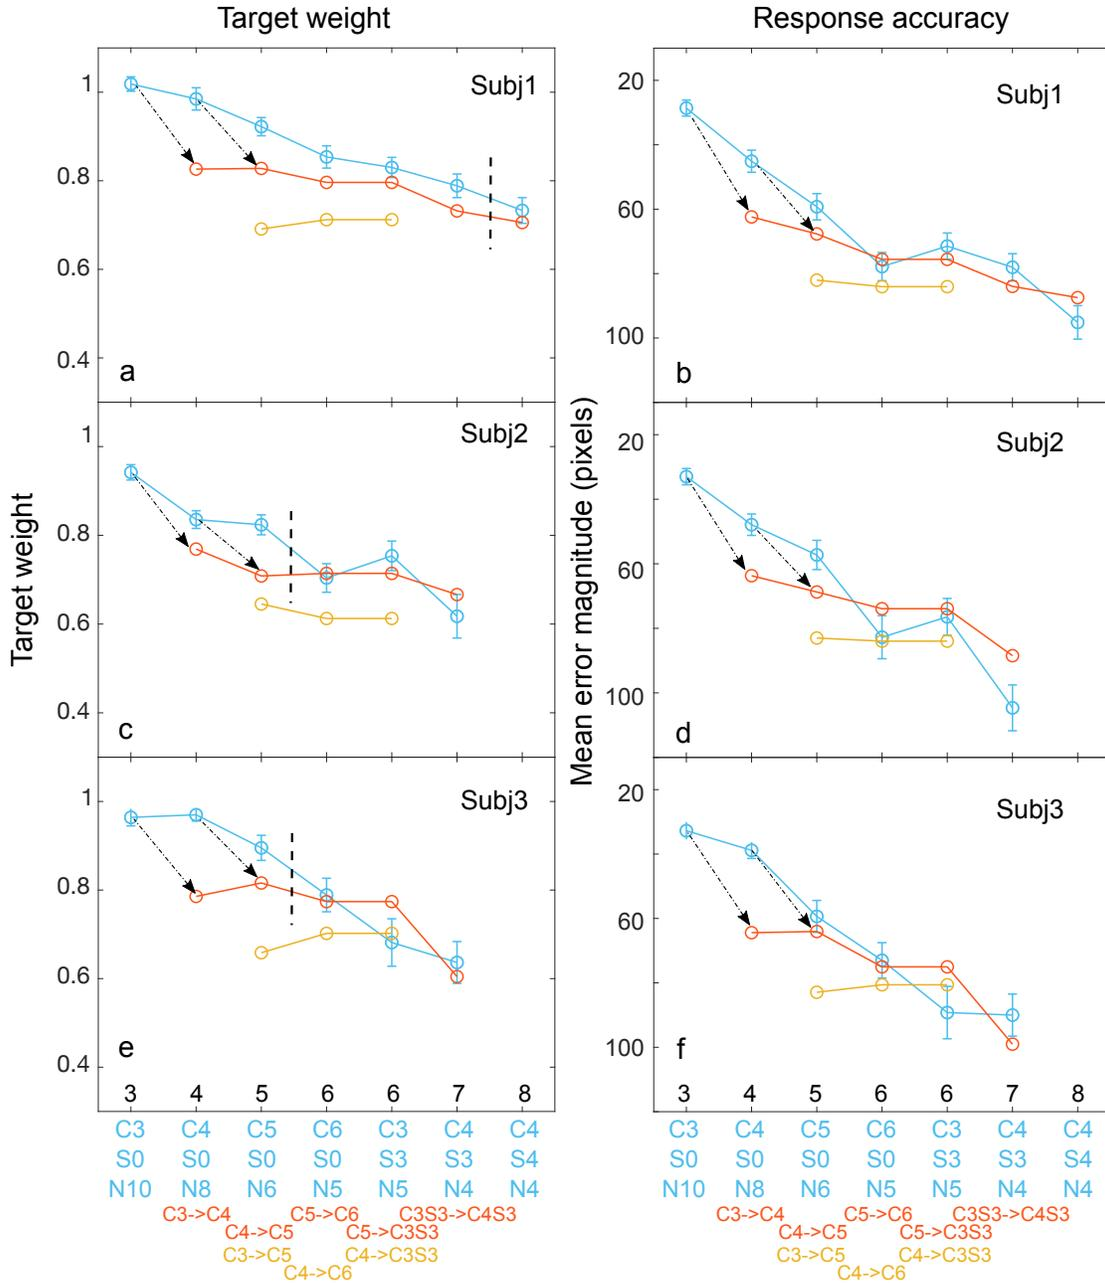 Target weight
Response accuracy
Target weight
Mean error magnitude (pixels)
Subj1
1
0.8
0.6
0.4
a
Subj1
20
60
100
b
Subj2
1
0.8
0.6
0.4
c
Subj2
20
60
100
d
Subj3
1
0.8
0.6
0.4
e
Subj3
20
60
100
f
3 4 5 6 6 7 8
C3 C4 C5 C6 C3 C4 C4
S0 S0 S0 S0 S3 S3 S4
N10 N8 N6 N5 N5 N4 N4
C3->C4 C5->C6 C3S3->C4S3
C4->C5 C5->C3S3
C3->C5 C4->C3S3
C4->C6
3 4 5 6 6 7 8
C3 C4 C5 C6 C3 C4 C4
S0 S0 S0 S0 S3 S3 S4
N10 N8 N6 N5 N5 N4 N4
C3->C4 C5->C6 C3S3->C4S3
C4->C5 C5->C3S3
C3->C5 C4->C3S3
C4->C6